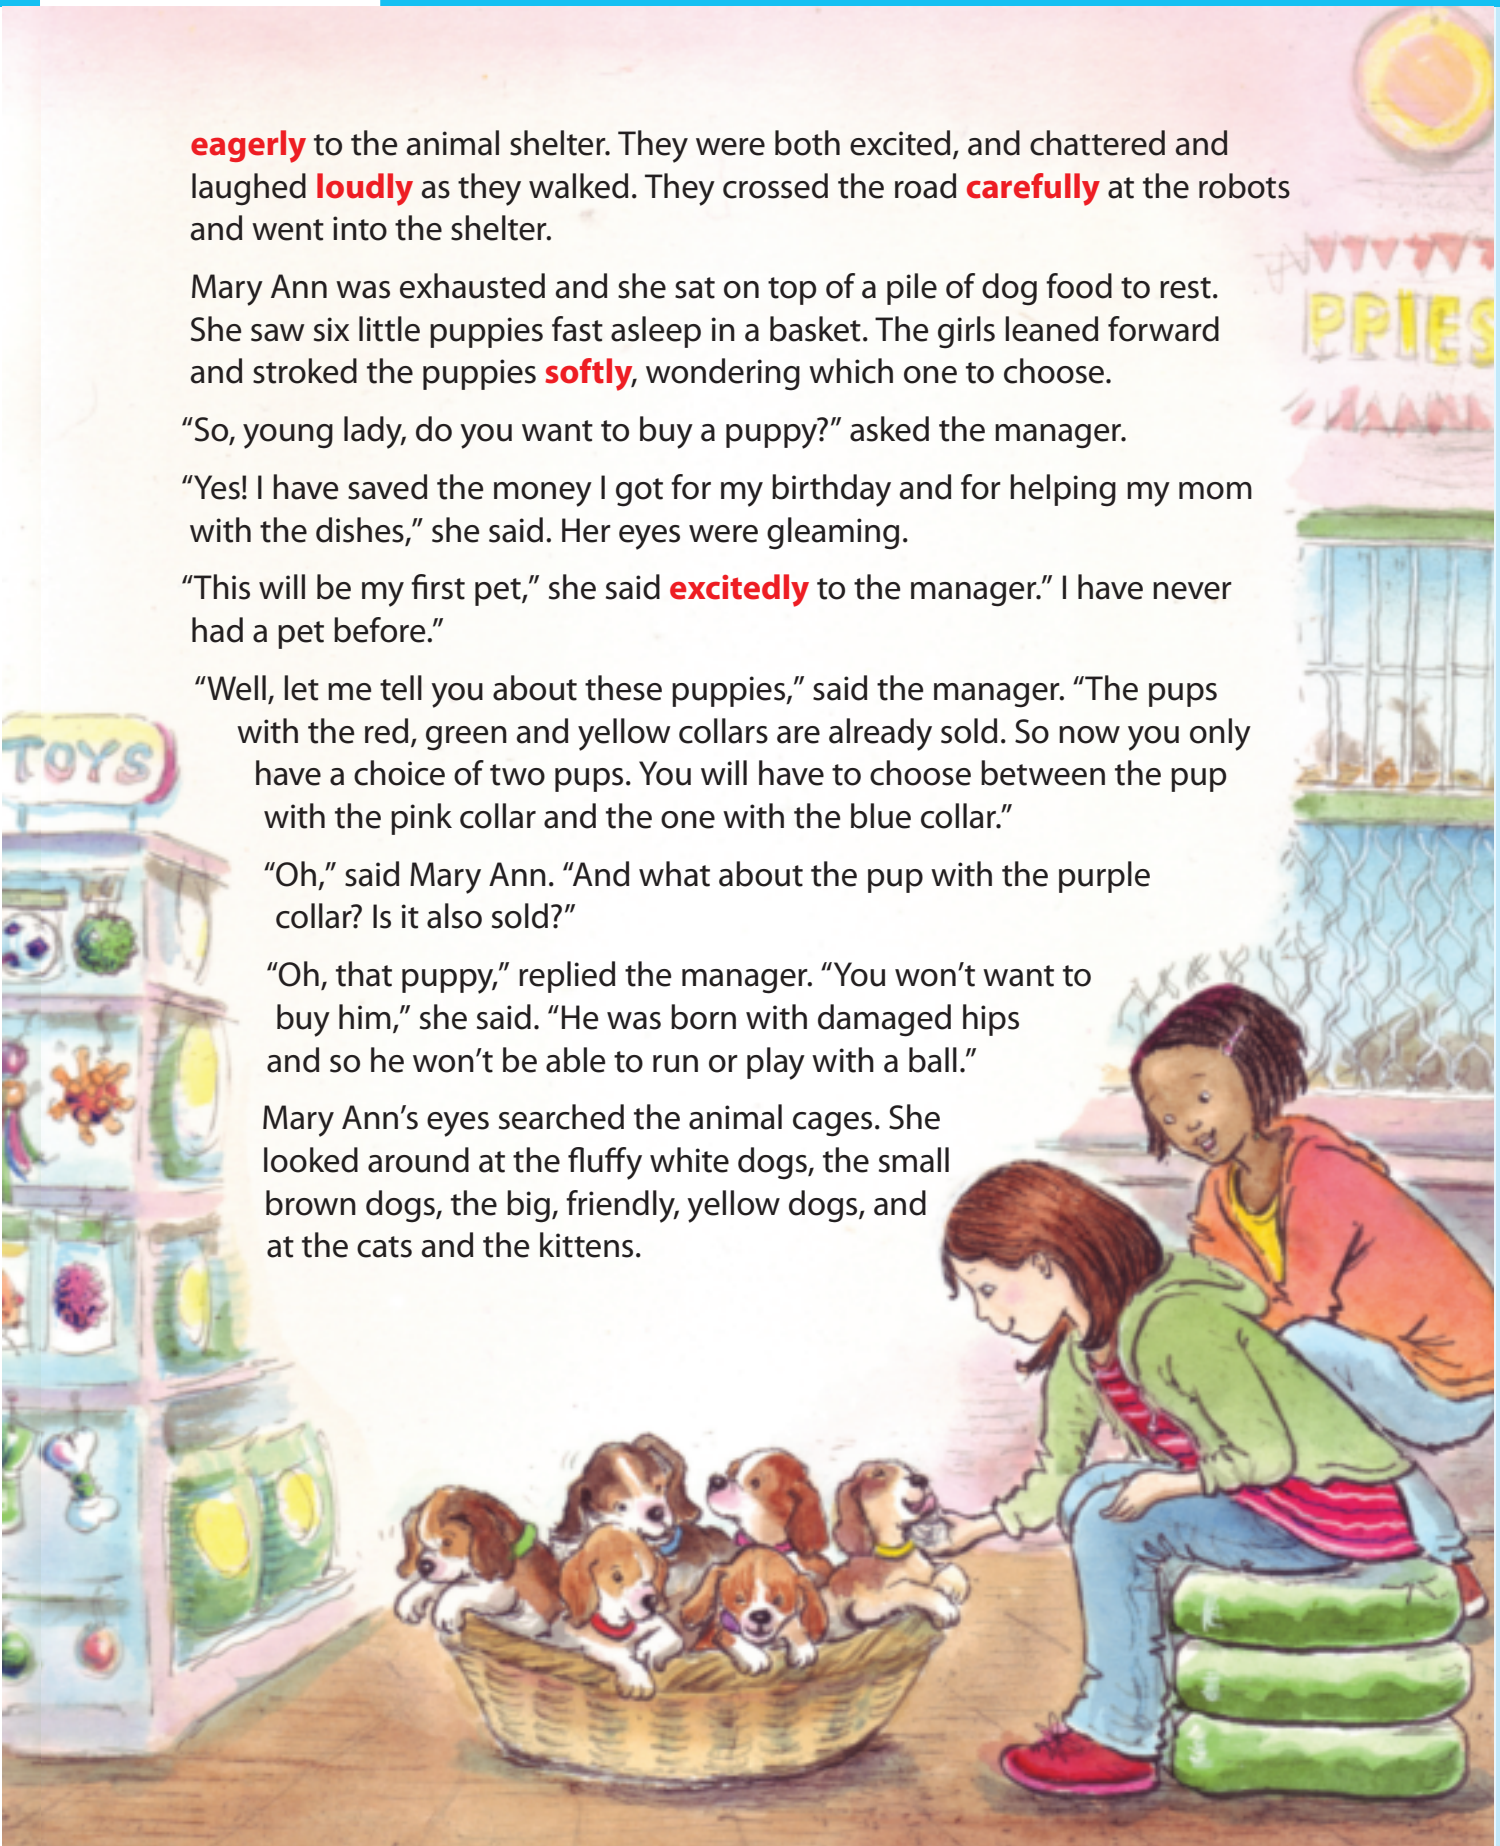 eagerly to the animal shelter. They were both excited, and chattered and
laughed loudly as they walked. They crossed the road carefully at the robots
and went into the shelter.
Mary Ann was exhausted and she sat on top of a pile of dog food to rest.
She saw six little puppies fast asleep in a basket. The girls leaned forward
and stroked the puppies softly, wondering which one to choose.
“So, young lady, do you want to buy a puppy?” asked the manager.
“Yes! I have saved the money I got for my birthday and for helping my mom
with the dishes,” she said. Her eyes were gleaming.
“This will be my first pet,” she said excitedly to the manager.” I have never
had a pet before.”
“Well, let me tell you about these puppies,” said the manager. “The pups
with the red, green and yellow collars are already sold. So now you only
have a choice of two pups. You will have to choose between the pup
with the pink collar and the one with the blue collar.”
“Oh,” said Mary Ann. “And what about the pup with the purple
collar? Is it also sold?”
“Oh, that puppy,” replied the manager. “You won’t want to
buy him,” she said. “He was born with damaged hips
and so he won’t be able to run or play with a ball.”
Mary Ann’s eyes searched the animal cages. She
looked around at the fluffy white dogs, the small
brown dogs, the big, friendly, yellow dogs, and
at the cats and the kittens.
TOYS
PPIES